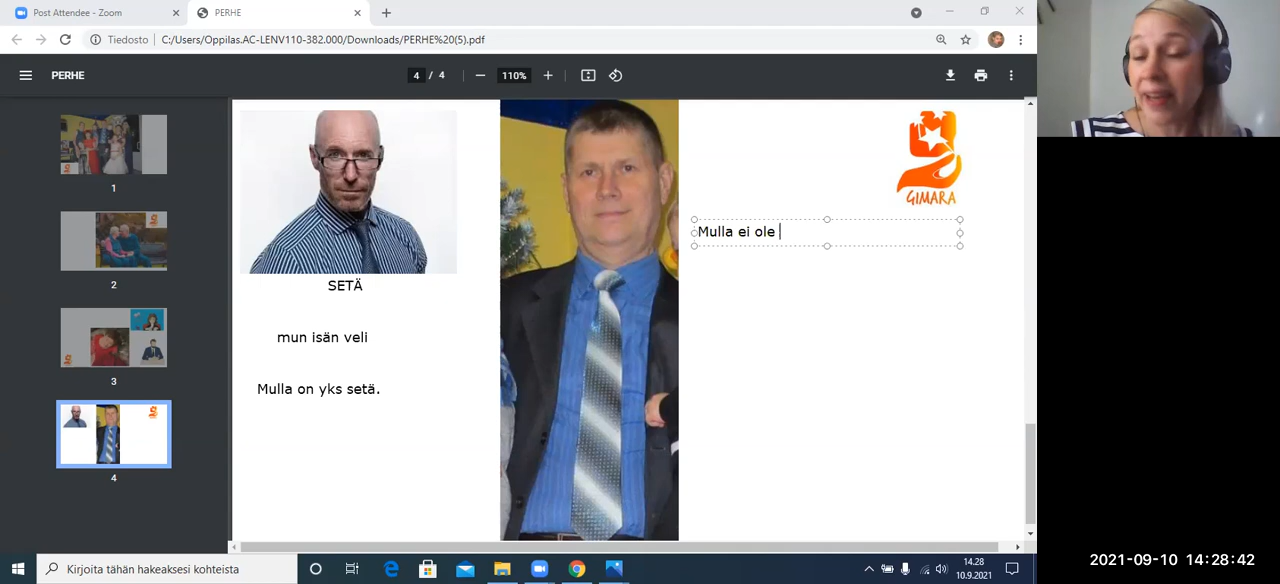 Post Attendee - Zoom
PERHE
Tiedosto
C:/Users/Oppilas.AC-LENV110-382.000/Downloads/PERHE%20(5).pdf
PERHE
4 / 4
110%
1
2
3
4
SETÄ
mun isän veli
Mulla on yks setä.
GIMARA
Mulla ei ole
Kirjoita tähän hakeaksesi kohteista
14.28
10.9.2021
2021-09-10 14:28:42